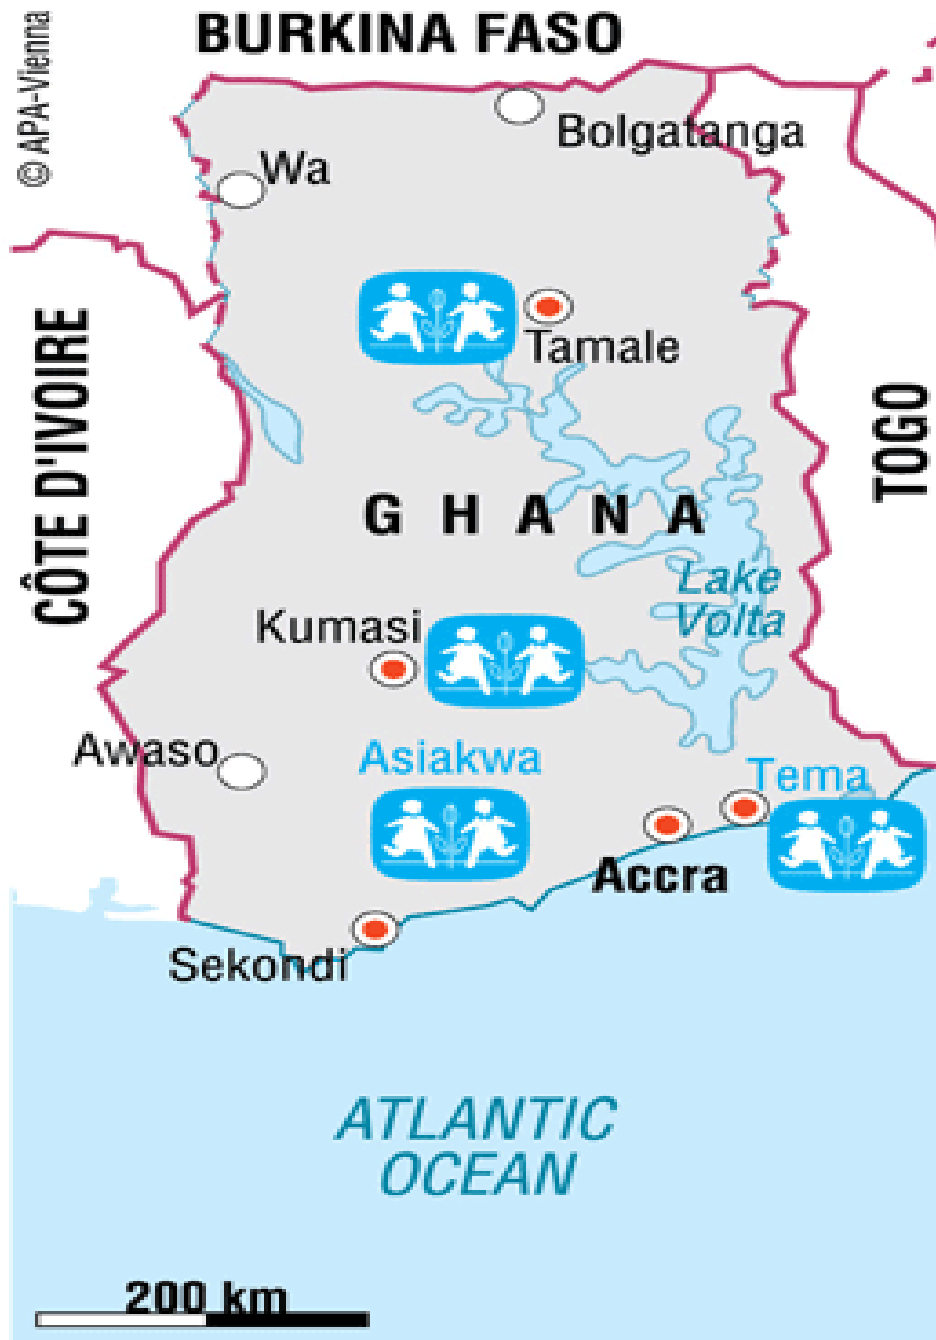 BURKINA FASO
© APA-Vienna
Bolgatanga
Wa
Tamale
CÔTE D'IVOIRE
TOGO
GHANA
Lake
Volta
Kumasi
Awaso
Asiakwa
Tema
Accra
Sekondi
ATLANTIC
OCEAN
200 km